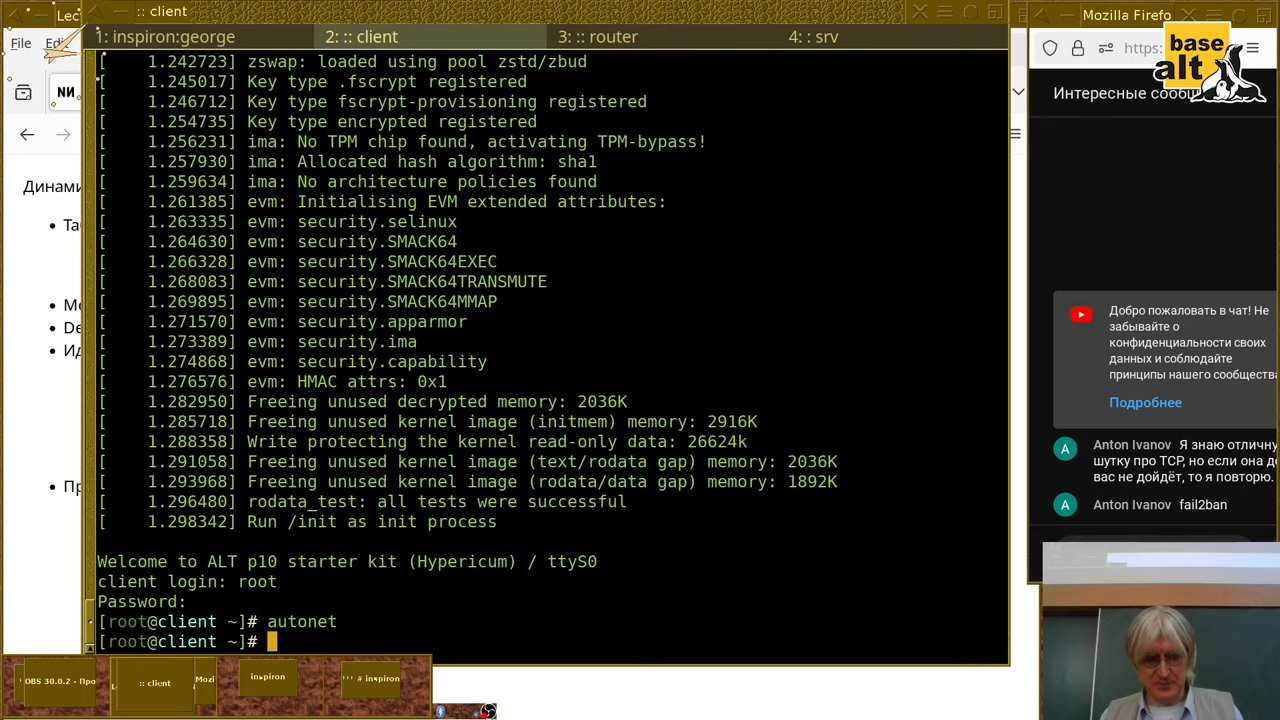 :: client
Mozilla Firefo
1: inspiron:george
2: :: client
3: :: router
4: :: srv
File
https:
base
alt
Интересные сооб
Динами
Та
[    1.242723] zswap: loaded using pool zstd/zbud
[    1.245017] Key type .fscrypt registered
[    1.246712] Key type fscrypt-provisioning registered
[    1.254735] Key type encrypted registered
[    1.256231] ima: No TPM chip found, activating TPM-bypass!
[    1.257930] ima: Allocated hash algorithm: sha1
[    1.259634] ima: No architecture policies found
[    1.261385] evm: Initialising EVM extended attributes:
[    1.263335] evm: security.selinux
[    1.264630] evm: security.SMACK64
[    1.266328] evm: security.SMACK64EXEC
[    1.268083] evm: security.SMACK64TRANSMUTE
[    1.269895] evm: security.SMACK64MMAP
[    1.271570] evm: security.apparmor
[    1.273389] evm: security.ima
[    1.274868] evm: security.capability
[    1.276576] evm: HMAC attrs: 0x1
[    1.282950] Freeing unused decrypted memory: 2036K
[    1.285718] Freeing unused kernel image (initmem) memory: 2916K
[    1.288358] Write protecting the kernel read-only data: 26624k
[    1.291058] Freeing unused kernel image (text/rodata gap) memory: 2036K
[    1.293968] Freeing unused kernel image (rodata/data gap) memory: 1892K
[    1.296480] rodata_test: all tests were successful
[    1.298342] Run /init as init process
Welcome to ALT p10 starter kit (Hypericum) / ttyS0
client login: root
Password:
[root@client ~]# autonet
[root@client ~]#
Добро пожаловать в чат! Не
забывайте о
конфиденциальности своих
данных и соблюдайте
принципы нашего сообщества
Подробнее
Anton Ivanov Я знаю отличну
шутку про TCP, но если она д
вас не дойдёт, то я повторю.
Anton Ivanov fail2ban
OBS 30.0.2 - Про
:: client
Mozi
inspiron
# inspiron